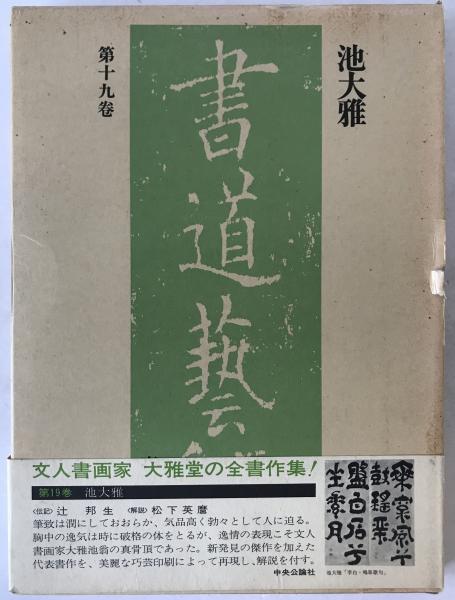 池大雅
書道藝
第十九卷
文人書画家 大雅堂の全書作集！
第19巻 池大雅
〈伝記〉辻 邦生 〈解説〉松下英麿
筆致は潤にしておおらか、気品高く勃々として人に迫る。
胸中の逸気は時に破格の体をとるが、逸情の表現こそ文人
書画家大雅池翁の真骨頂であった。新発見の傑作を加えた
代表書作を、美麗な巧芸印刷によって再現し、解説を付す。
中央公論社